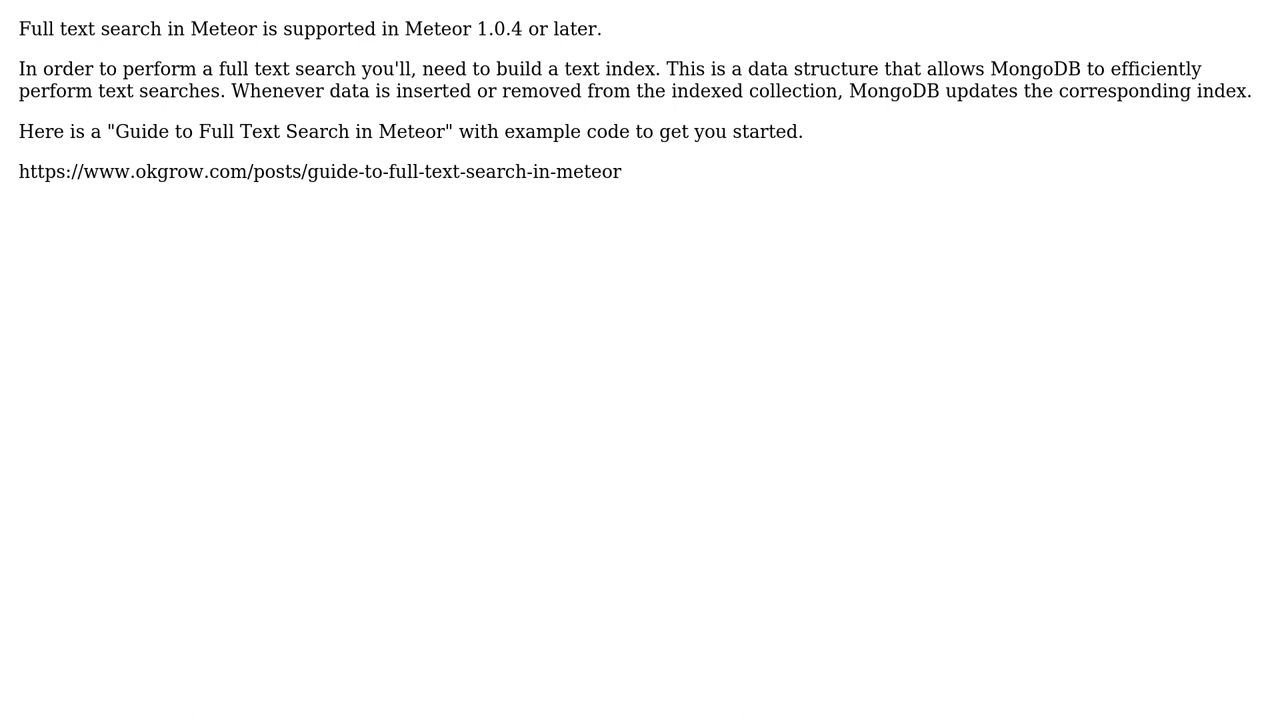 Full text search in Meteor is supported in Meteor 1.0.4 or later.
In order to perform a full text search you'll, need to build a text index. This is a data structure that allows MongoDB to efficiently
perform text searches. Whenever data is inserted or removed from the indexed collection, MongoDB updates the corresponding index.
Here is a "Guide to Full Text Search in Meteor" with example code to get you started.
https://www.okgrow.com/posts/guide-to-full-text-search-in-meteor